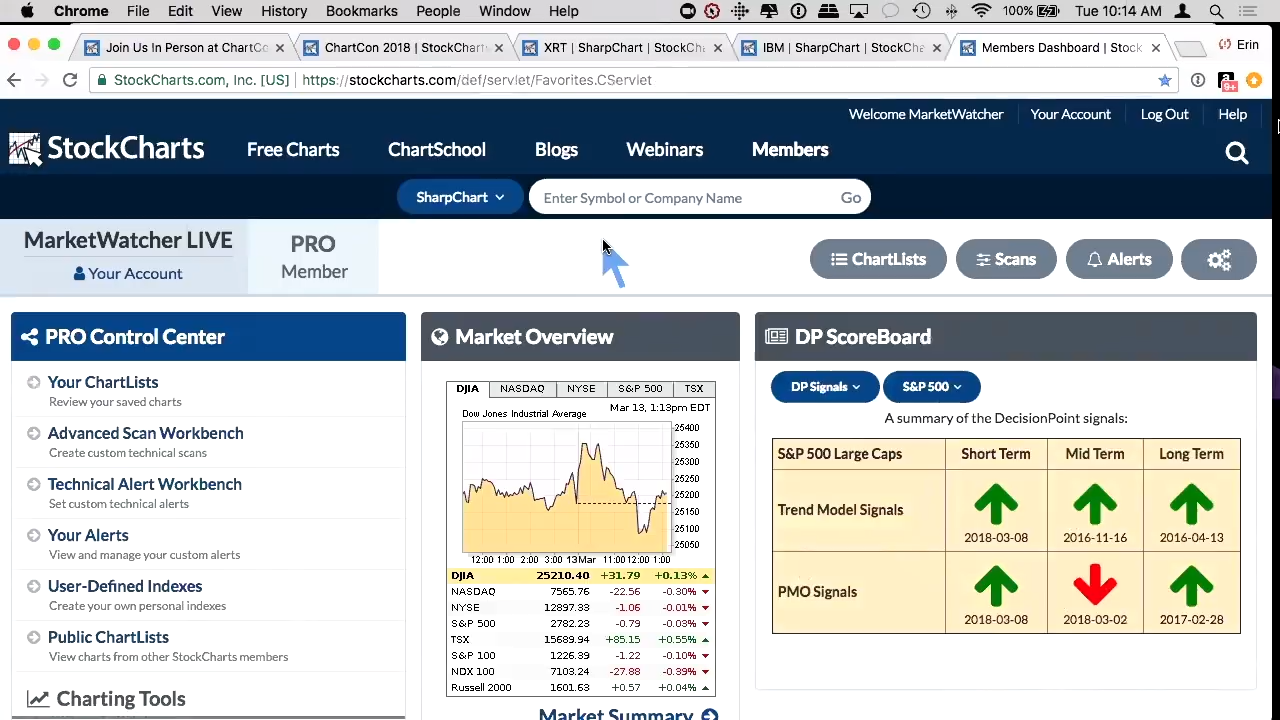 Chrome File Edit View History Bookmarks People Window Help 100% Tue 10:14 AM
Join Us In Person at ChartCo ChartCon 2018 | StockCharts XRT | SharpChart | StockCha IBM | SharpChart | StockCha Members Dashboard | Stock Erin
StockCharts.com, Inc. [US] https://stockcharts.com/def/servlet/Favorites.CServlet 9+
Welcome MarketWatcher Your Account Log Out Help
StockCharts Free Charts ChartSchool Blogs Webinars Members
SharpChart Enter Symbol or Company Name Go
MarketWatcher LIVE
Your Account
PRO
Member
ChartLists Scans Alerts
PRO Control Center
Your ChartLists
Review your saved charts
Advanced Scan Workbench
Create custom technical scans
Technical Alert Workbench
Set custom technical alerts
Your Alerts
View and manage your custom alerts
User-Defined Indexes
Create your own personal indexes
Public ChartLists
View charts from other StockCharts members
Charting Tools
Market Overview
DJIA NASDAQ NYSE S&P 500 TSX
Mar 13, 1:13pm EDT
Dow Jones Industrial Average
25400
25350
25300
25250
25200
25150
25100
25050
12:00 1:00 2:00 3:00 13Mar 11:00 12:00 1:00
DJIA 25210.40 +31.79 +0.13%
NASDAQ 7565.76 -22.56 -0.30%
NYSE 12897.33 -1.06 -0.01%
S&P 500 2782.23 -0.79 -0.03%
TSX 15689.94 +85.15 +0.55%
S&P 100 1226.39 -1.22 -0.10%
NDX 100 7103.24 -27.88 -0.39%
Russell 2000 1601.63 +0.57 +0.04%
Market Summary
DP ScoreBoard
DP Signals S&P 500
A summary of the DecisionPoint signals:
S&P 500 Large Caps Short Term Mid Term Long Term
Trend Model Signals
2018-03-08 2016-11-16 2016-04-13
PMO Signals
2018-03-08 2018-03-02 2017-02-28